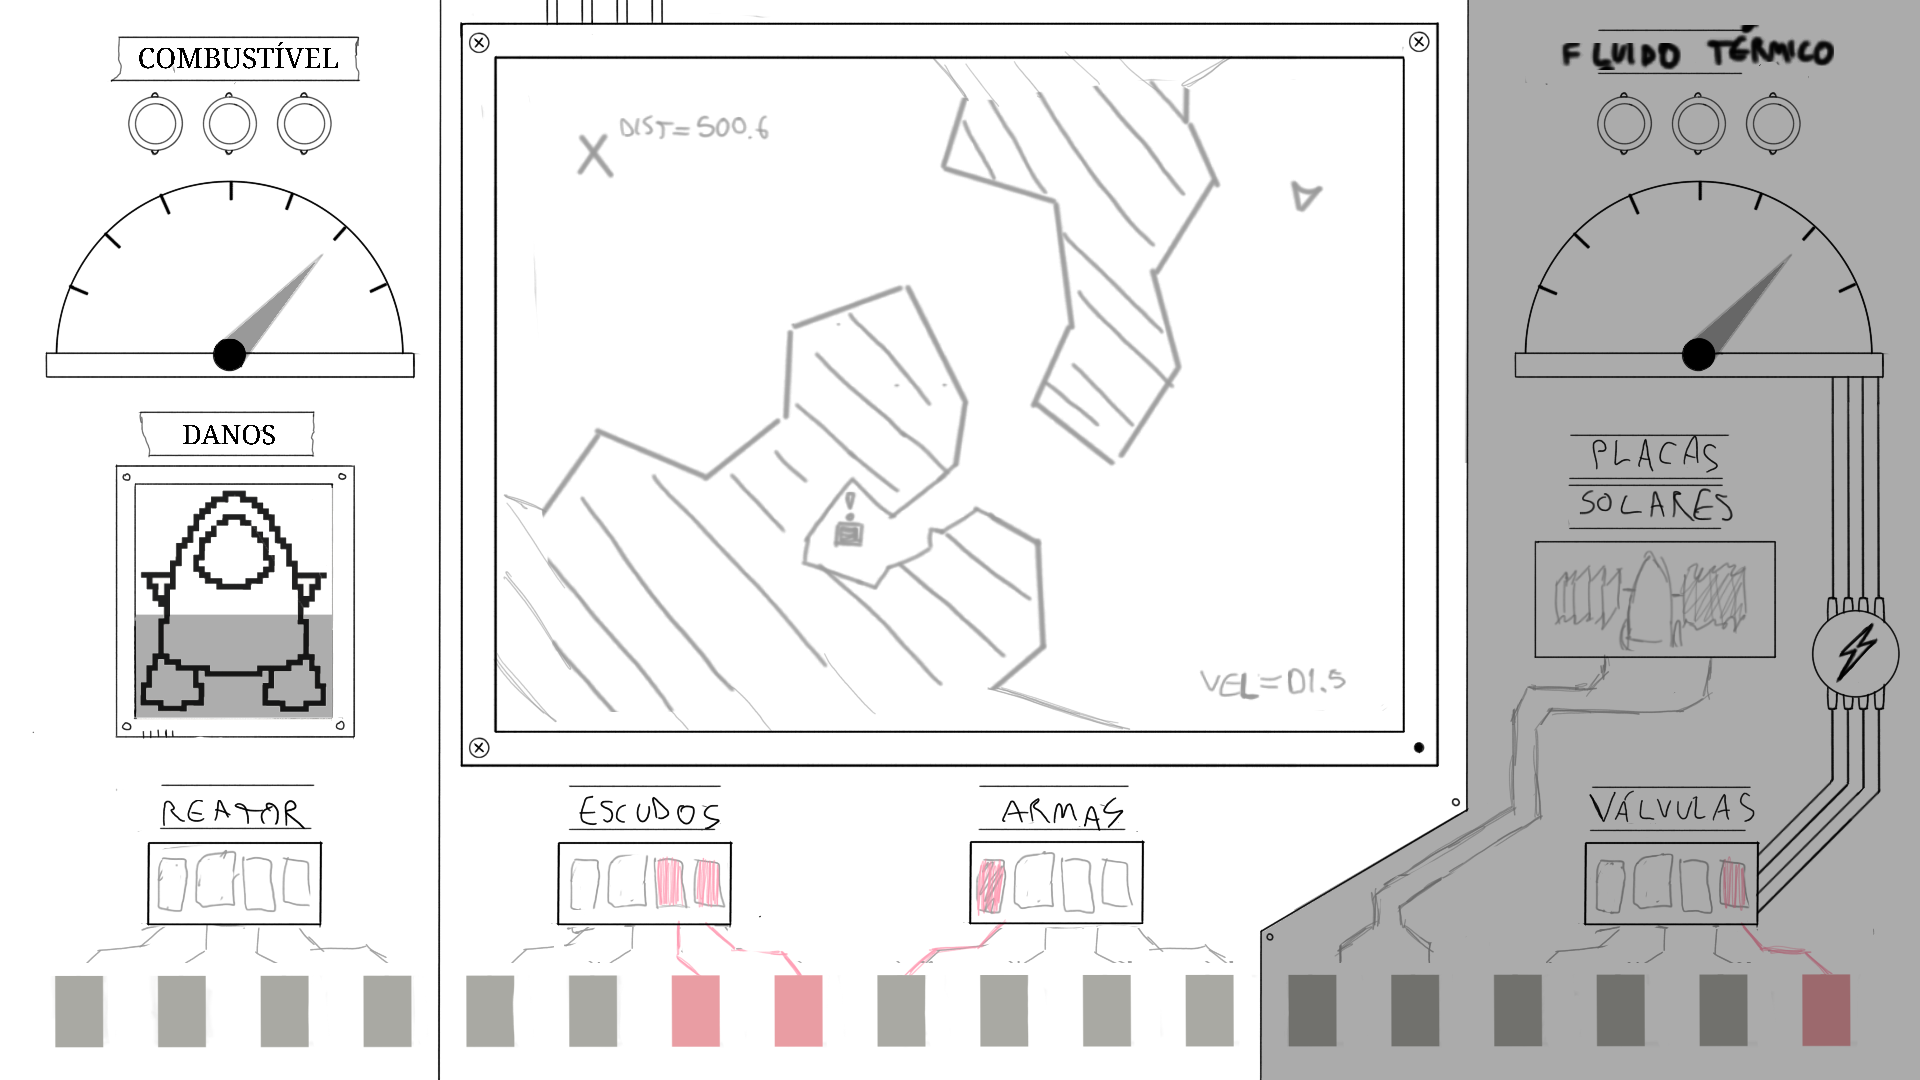 COMBUSTÍVEL
DANOS
REATOR
DIST=500.6
!
VEL=01.5
ESCUDOS
ARMAS
FLUIDO TÉRMICO
PLACAS
SOLARES
VÁLVULAS